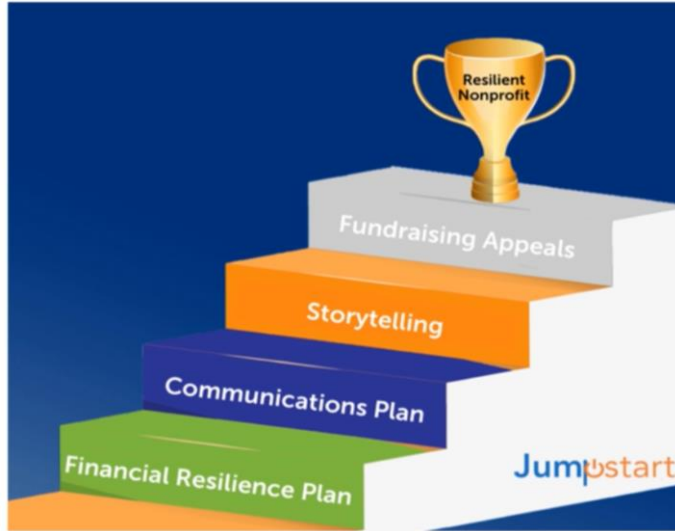 Resilient
Nonprofit
Fundraising Appeals
Storytelling
Communications Plan
Financial Resilience Plan
Jumpstart